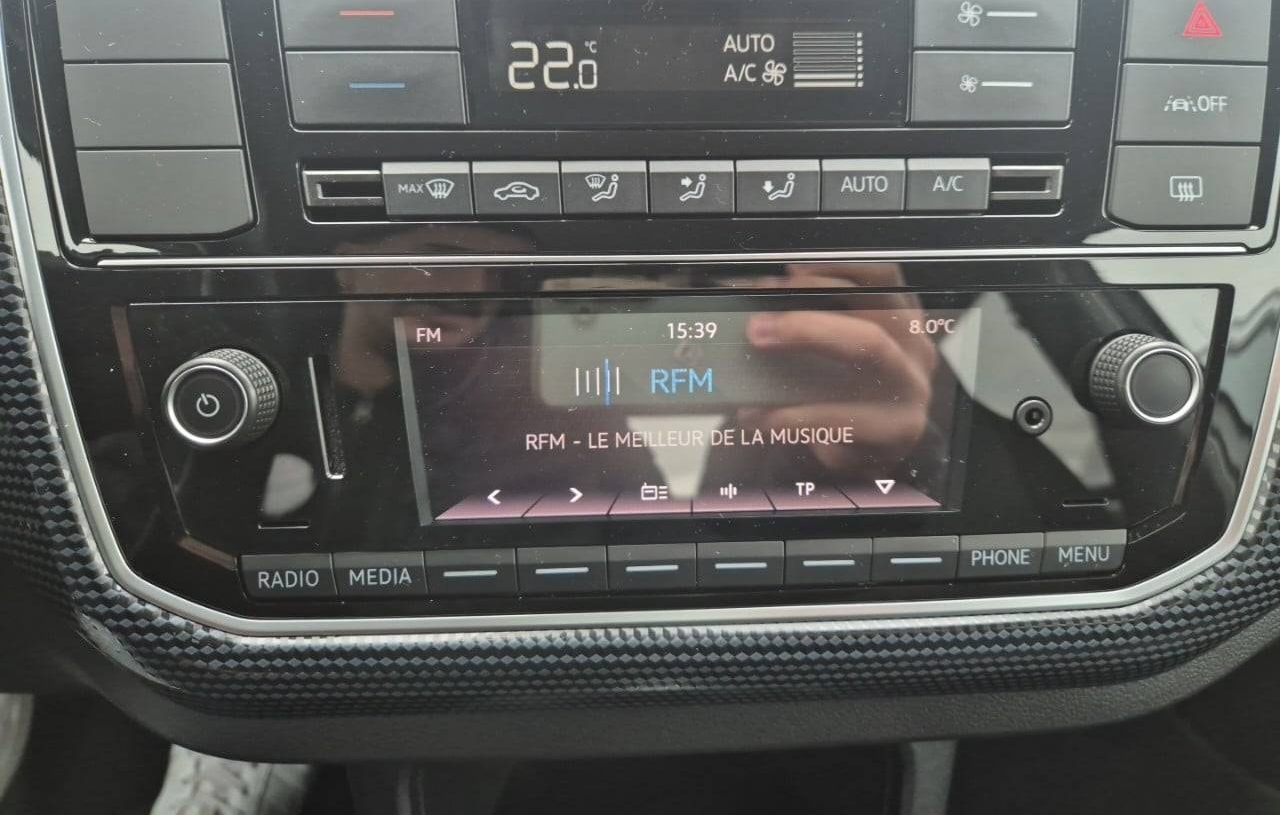 22.0 °C
AUTO
A/C
OFF
MAX
AUTO
A/C
FM
15:39
8.0°C
RFM
RFM - LE MEILLEUR DE LA MUSIQUE
< > TP
RADIO
MEDIA
PHONE
MENU